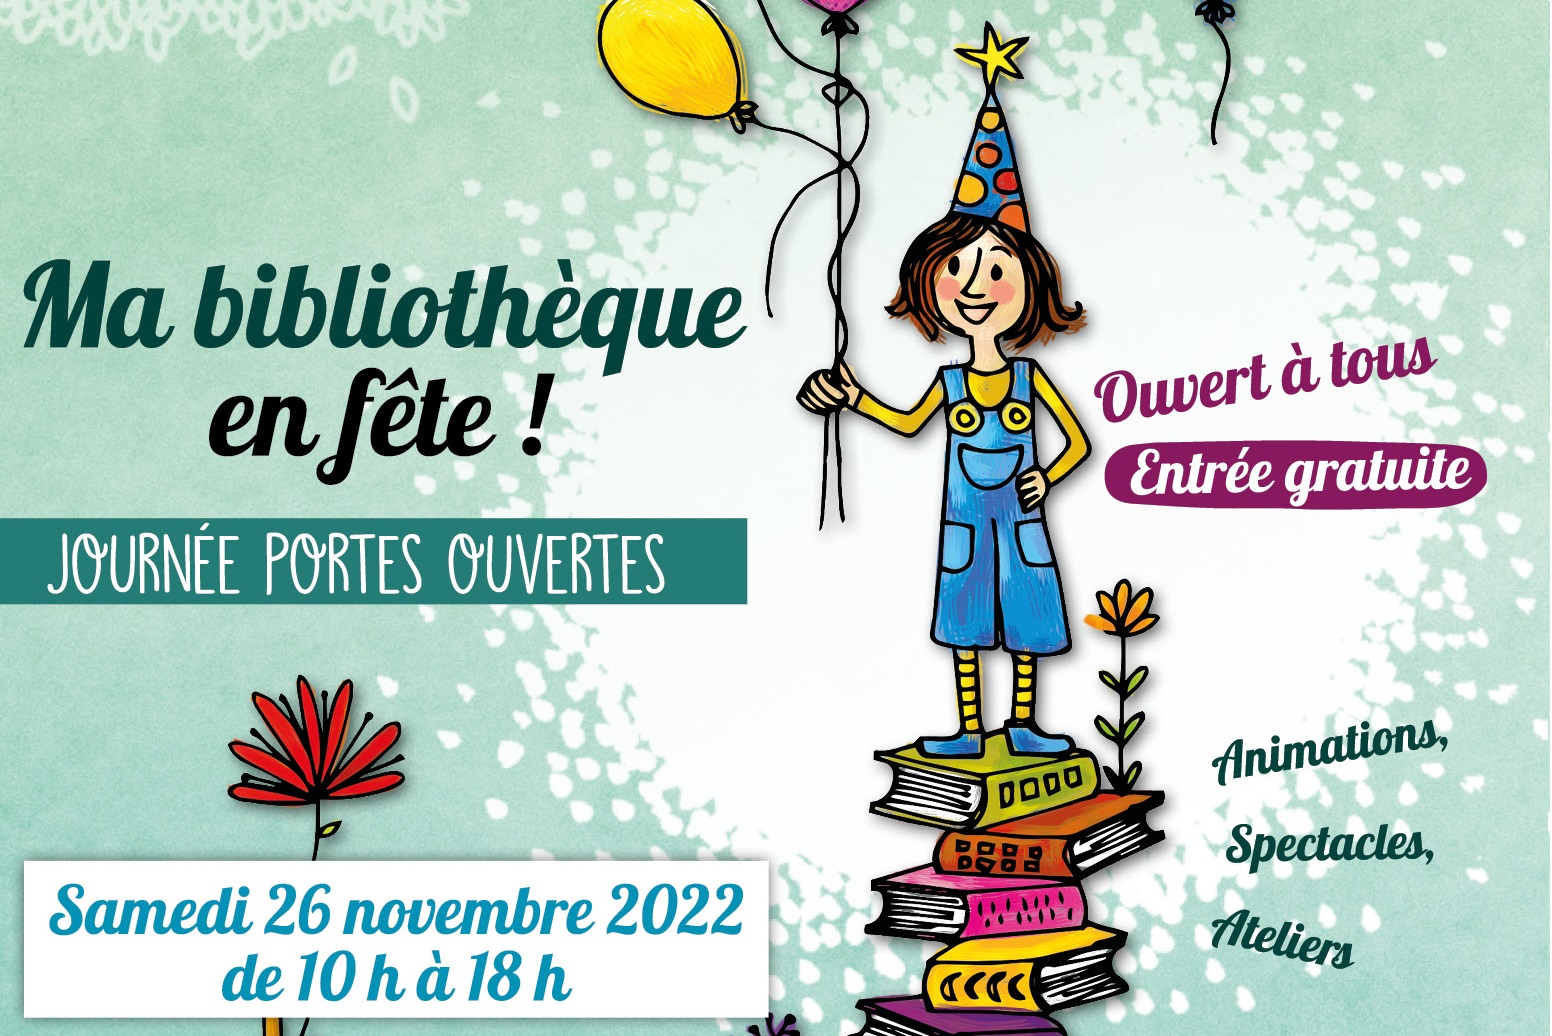 Ma bibliothèque
en fête !
JOURNÉE PORTES OUVERTES
Ouvert à tous
Entrée gratuite
Animations,
Spectacles,
Ateliers
Samedi 26 novembre 2022
de 10 h à 18 h